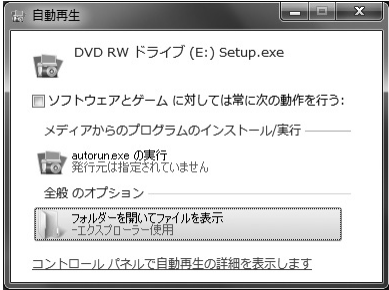 自動再生
DVD RW ドライブ (E:) Setup.exe
ソフトウェアとゲーム に対しては常に次の動作を行う:
メディアからのプログラムのインストール/実行
autorun.exe の実行
発行元は指定されていません
全般 のオプション
フォルダーを開いてファイルを表示
-エクスプローラー使用
コントロール パネルで自動再生の詳細を表示します